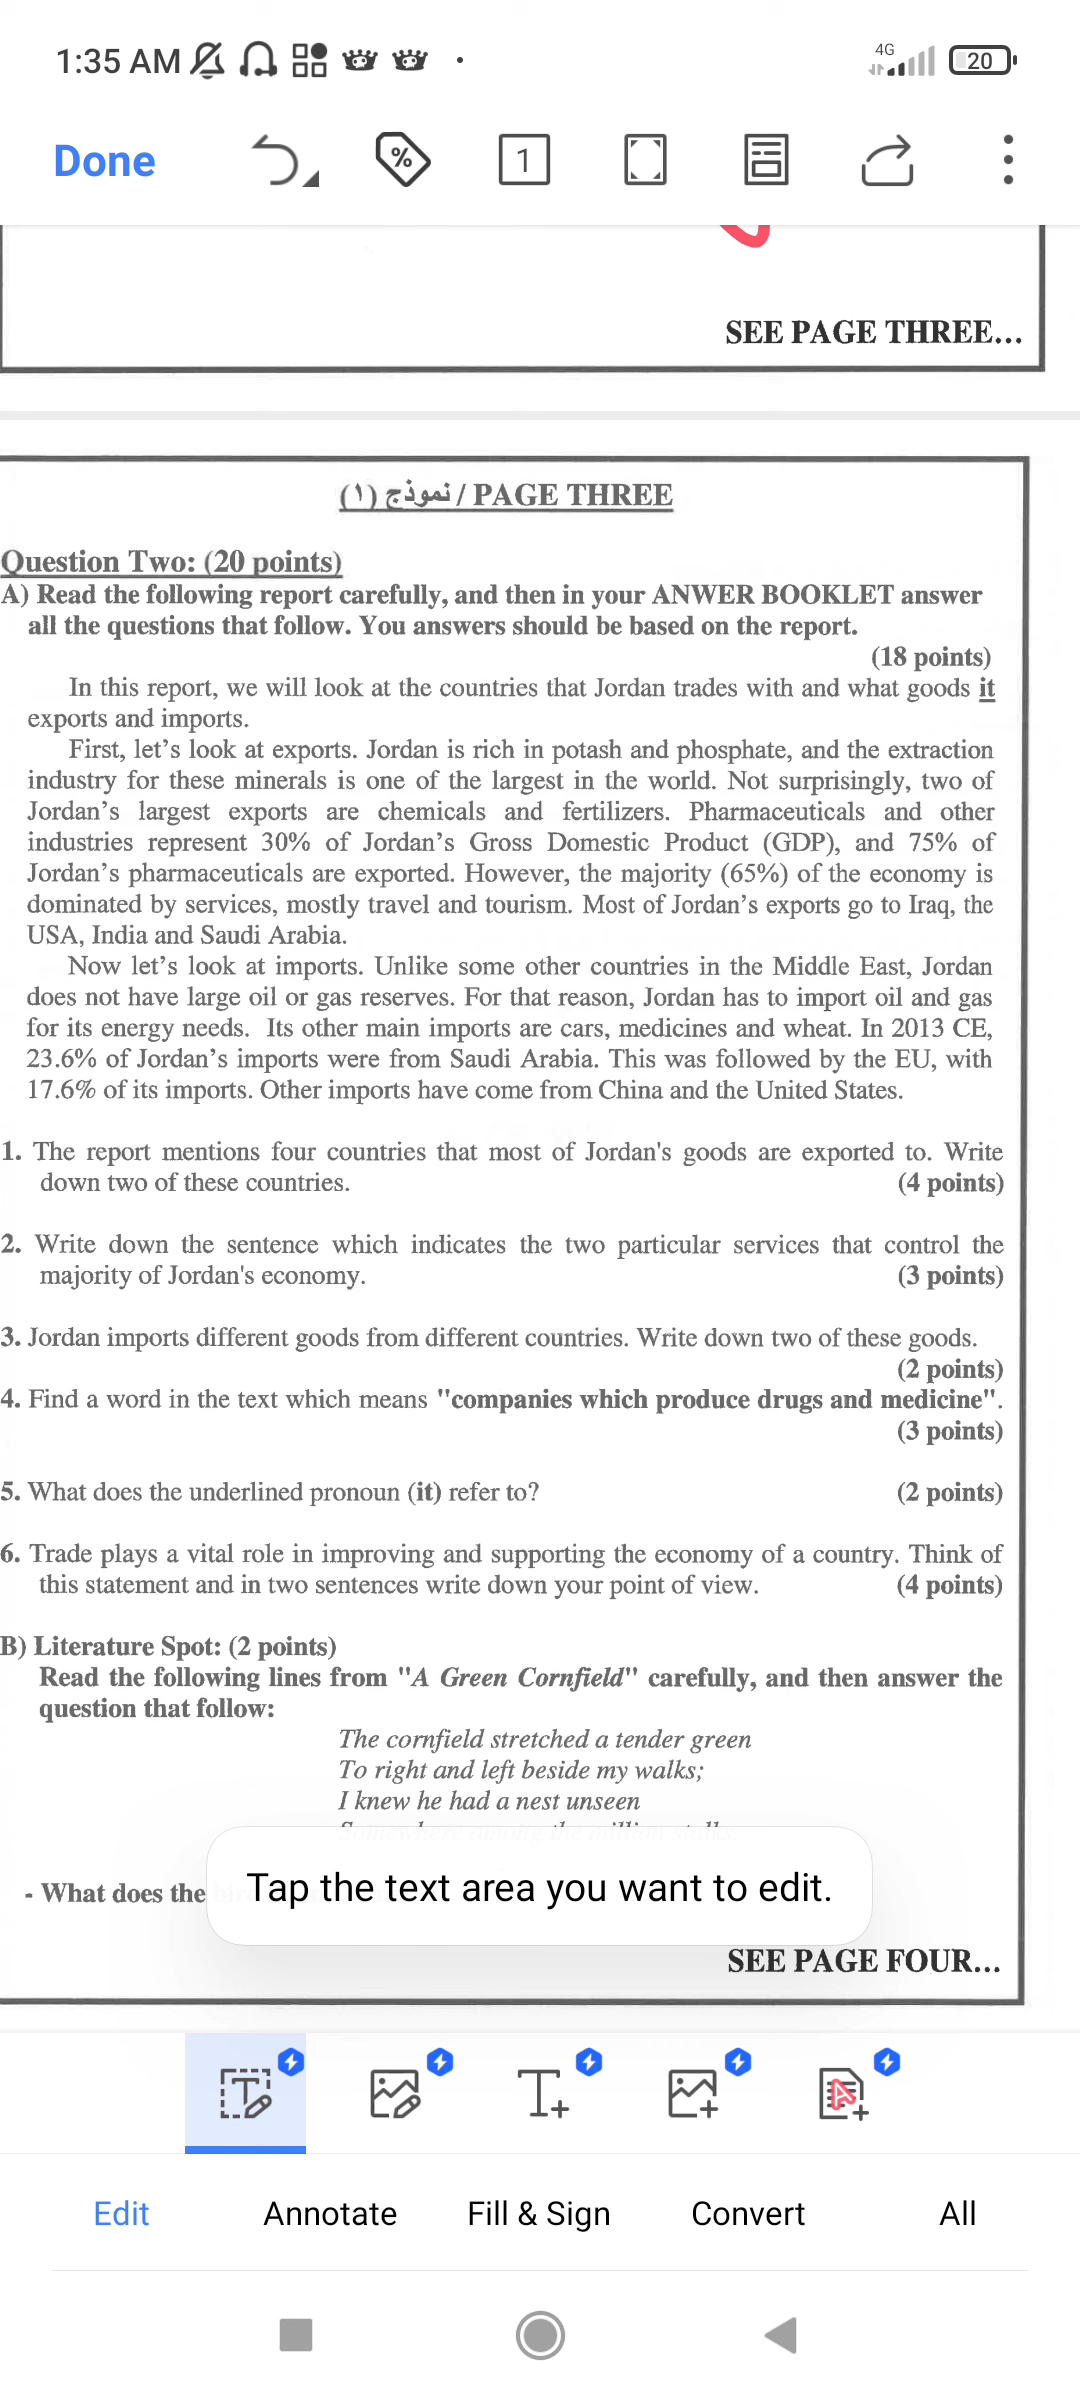 1:35 AM
4G
20
Done
%
1
SEE PAGE THREE...
PAGE THREE / نموذج (١)
Question Two: (20 points)
A) Read the following report carefully, and then in your ANWER BOOKLET answer
all the questions that follow. You answers should be based on the report.
(18 points)
In this report, we will look at the countries that Jordan trades with and what goods it
exports and imports.
First, let's look at exports. Jordan is rich in potash and phosphate, and the extraction
industry for these minerals is one of the largest in the world. Not surprisingly, two of
Jordan's largest exports are chemicals and fertilizers. Pharmaceuticals and other
industries represent 30% of Jordan's Gross Domestic Product (GDP), and 75% of
Jordan's pharmaceuticals are exported. However, the majority (65%) of the economy is
dominated by services, mostly travel and tourism. Most of Jordan's exports go to Iraq, the
USA, India and Saudi Arabia.
Now let's look at imports. Unlike some other countries in the Middle East, Jordan
does not have large oil or gas reserves. For that reason, Jordan has to import oil and gas
for its energy needs. Its other main imports are cars, medicines and wheat. In 2013 CE,
23.6% of Jordan's imports were from Saudi Arabia. This was followed by the EU, with
17.6% of its imports. Other imports have come from China and the United States.
1. The report mentions four countries that most of Jordan's goods are exported to. Write
down two of these countries. (4 points)
2. Write down the sentence which indicates the two particular services that control the
majority of Jordan's economy. (3 points)
3. Jordan imports different goods from different countries. Write down two of these goods.
(2 points)
4. Find a word in the text which means "companies which produce drugs and medicine".
(3 points)
5. What does the underlined pronoun (it) refer to? (2 points)
6. Trade plays a vital role in improving and supporting the economy of a country. Think of
this statement and in two sentences write down your point of view. (4 points)
B) Literature Spot: (2 points)
Read the following lines from "A Green Cornfield" carefully, and then answer the
question that follow:
The cornfield stretched a tender green
To right and left beside my walks;
I knew he had a nest unseen
Somewhere among the million stalks
- What does the
Tap the text area you want to edit.
SEE PAGE FOUR...
Edit
Annotate
Fill & Sign
Convert
All